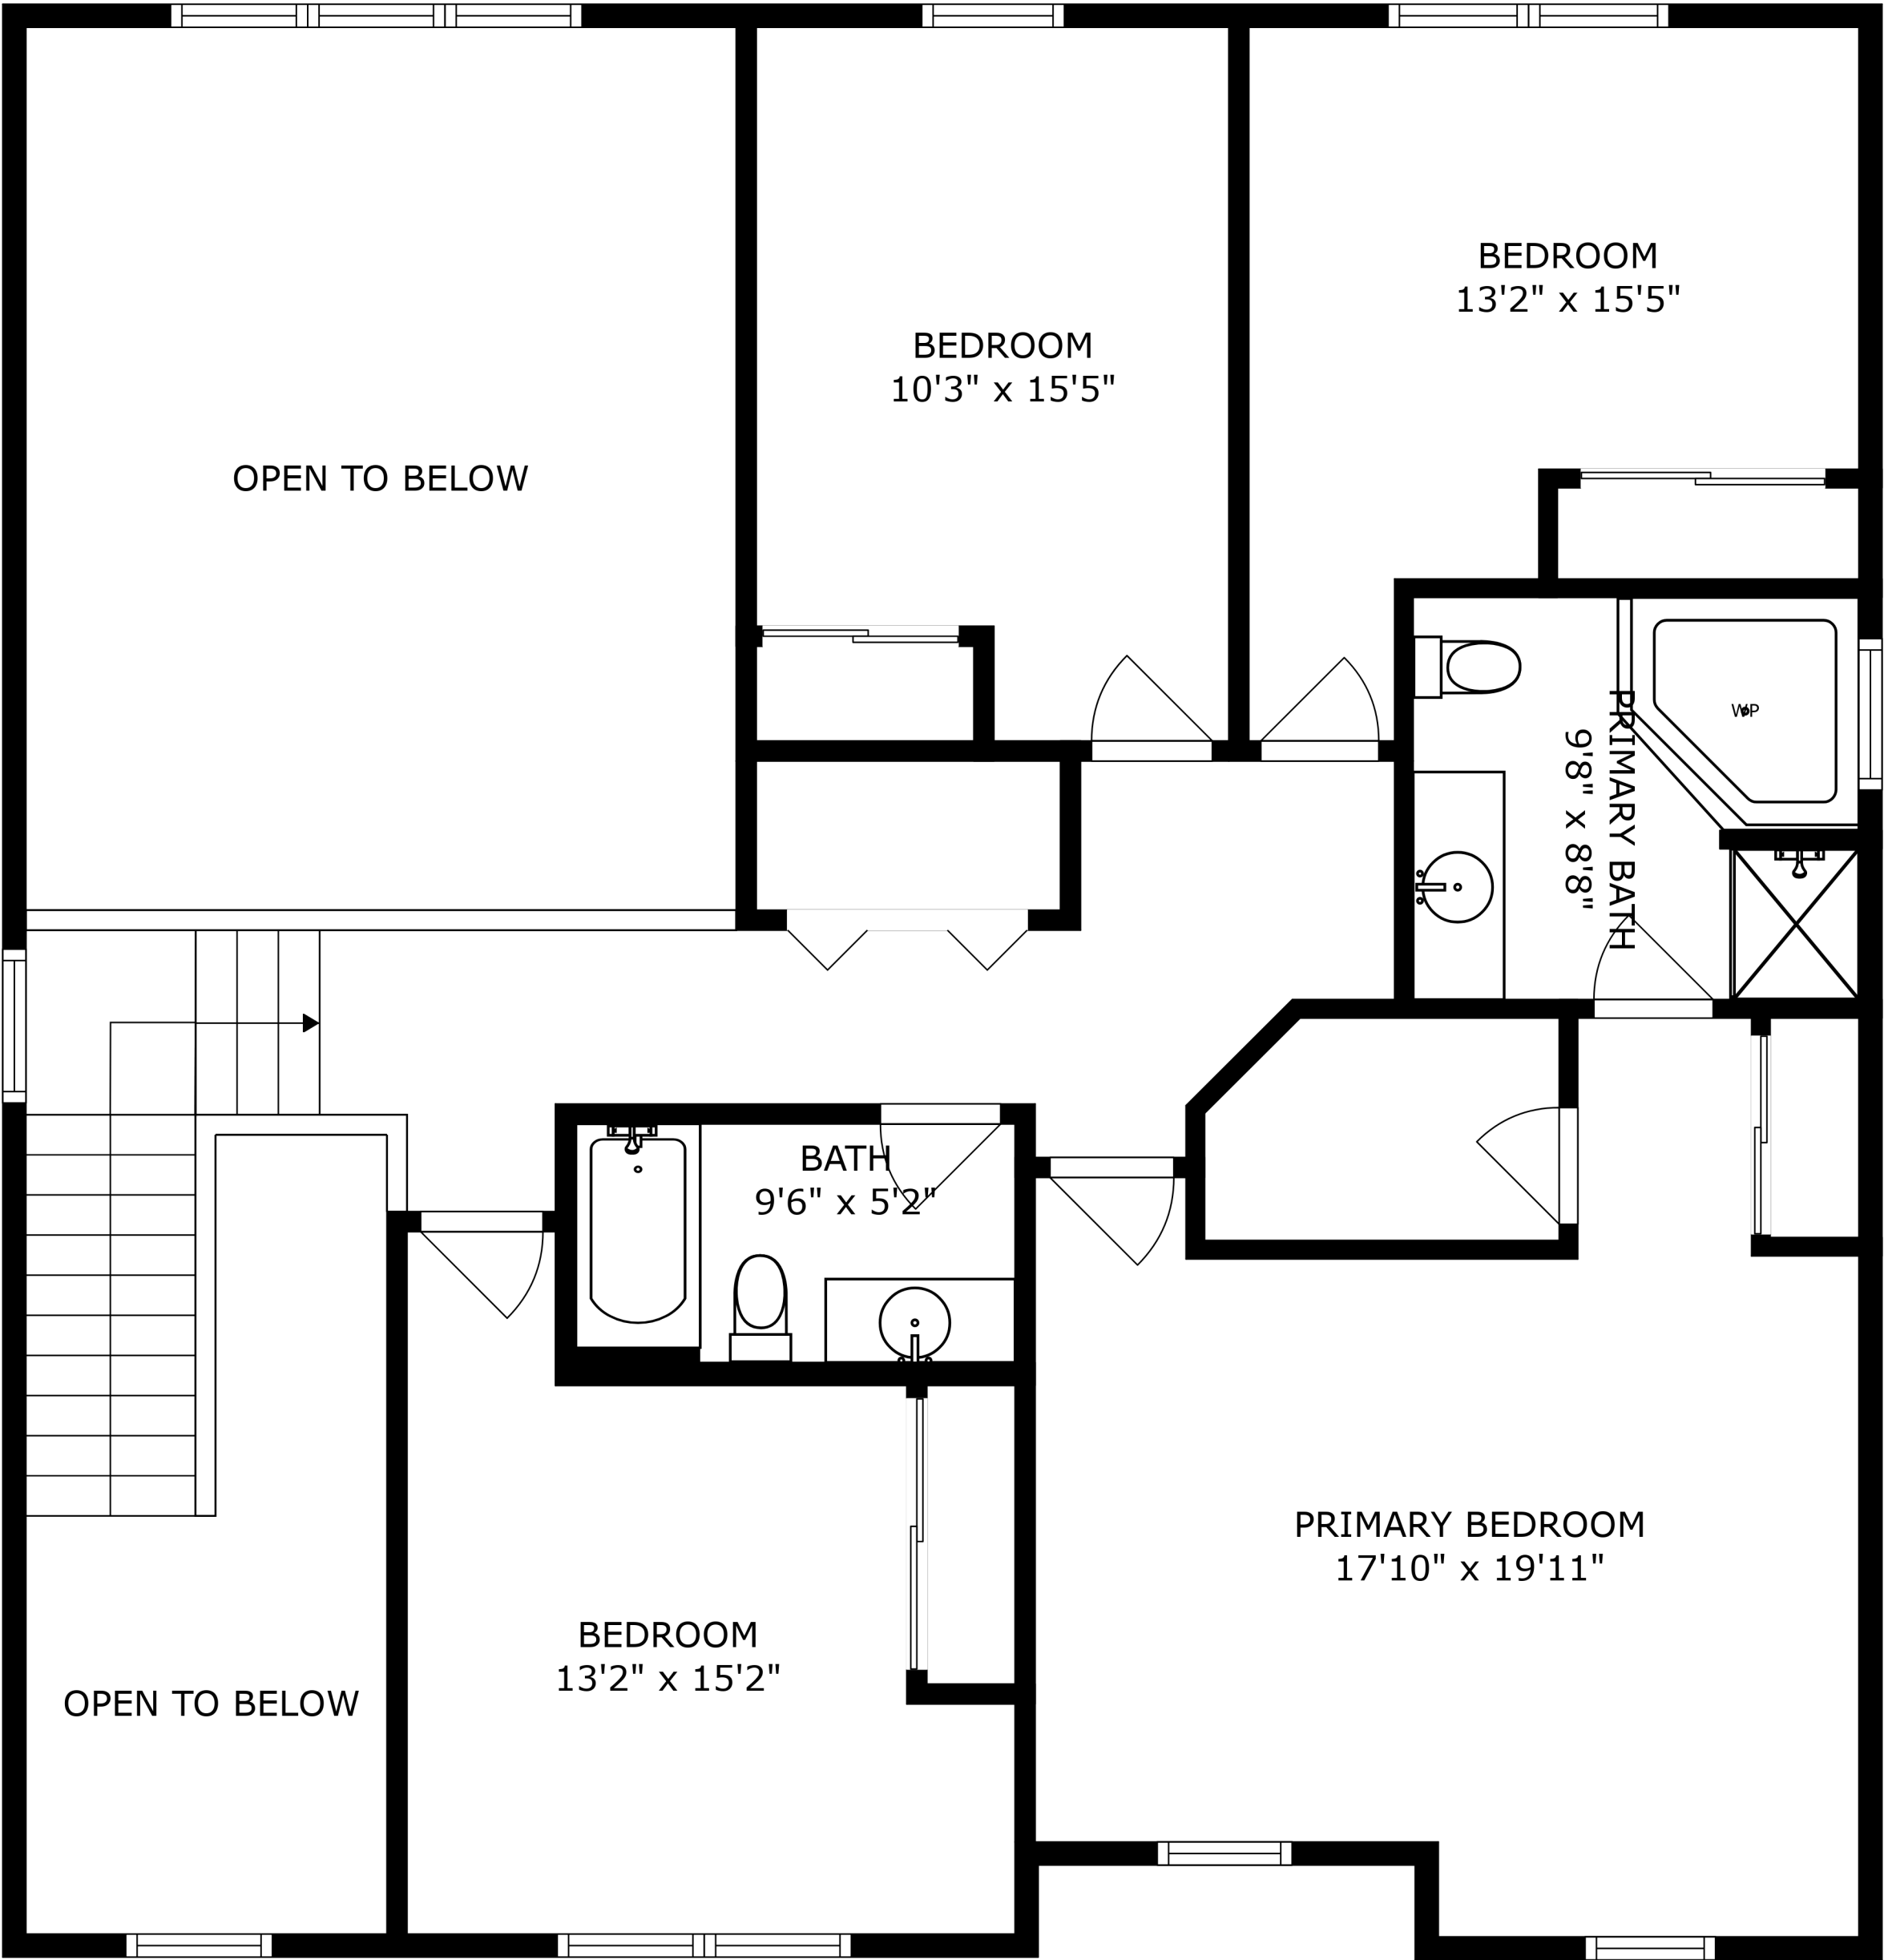 BEDROOM
13'2" x 15'5"
BEDROOM
10'3" x 15'5"
OPEN TO BELOW
WP
PRIMARY BATH
9'8" x 8'8"
BATH
9'6" x 5'2"
PRIMARY BEDROOM
17'10" x 19'11"
BEDROOM
13'2" x 15'2"
OPEN TO BELOW